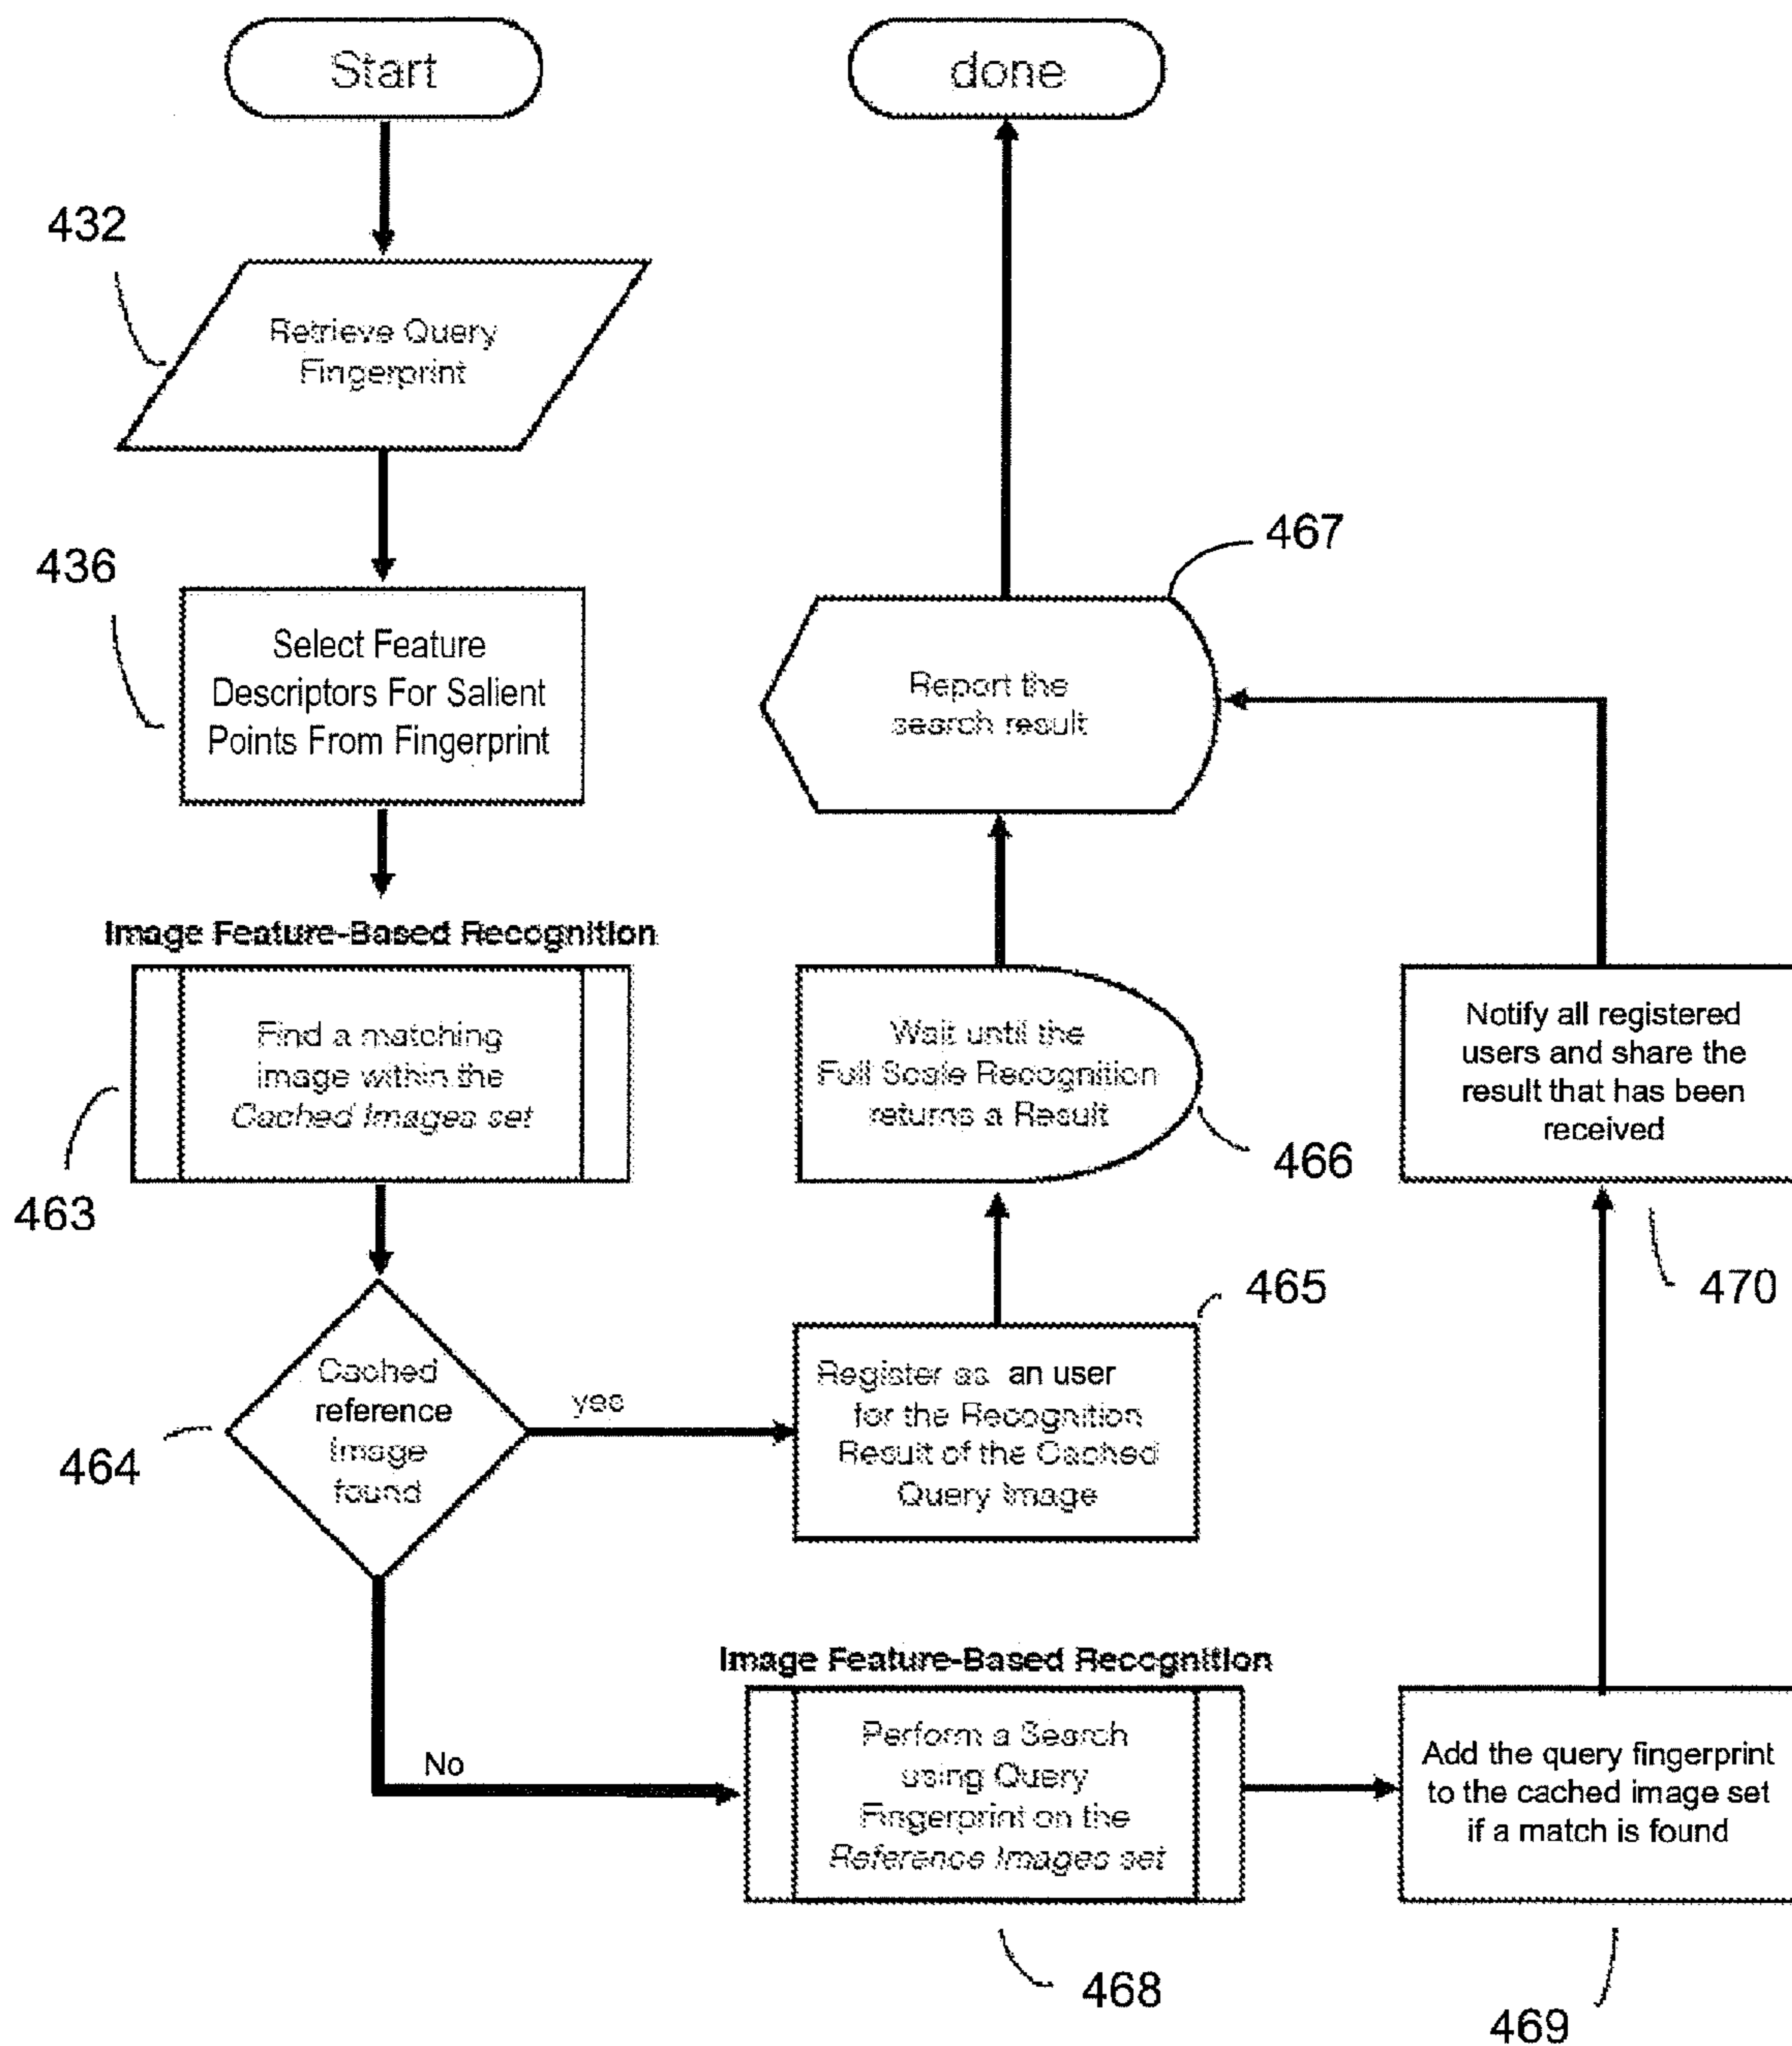 Start
done
432
Retrieve Query
Fingerprint
436
Select Feature
Descriptors For Salient
Points From Fingerprint
467
Report the
search result
Image Feature-Based Recognition
Find a matching
image within the
Cached Images set
463
Wait until the
Full Scale Recognition
returns a Result
466
Notify all registered
users and share the
result that has been
received
470
Cached
reference
Image
found
464
yes
465
Register as an user
for the Recognition
Result of the Cached
Query Image
No
Image Feature-Based Recognition
Perform a Search
using Query
Fingerprint on the
Reference Images set
468
Add the query fingerprint
to the cached image set
if a match is found
469